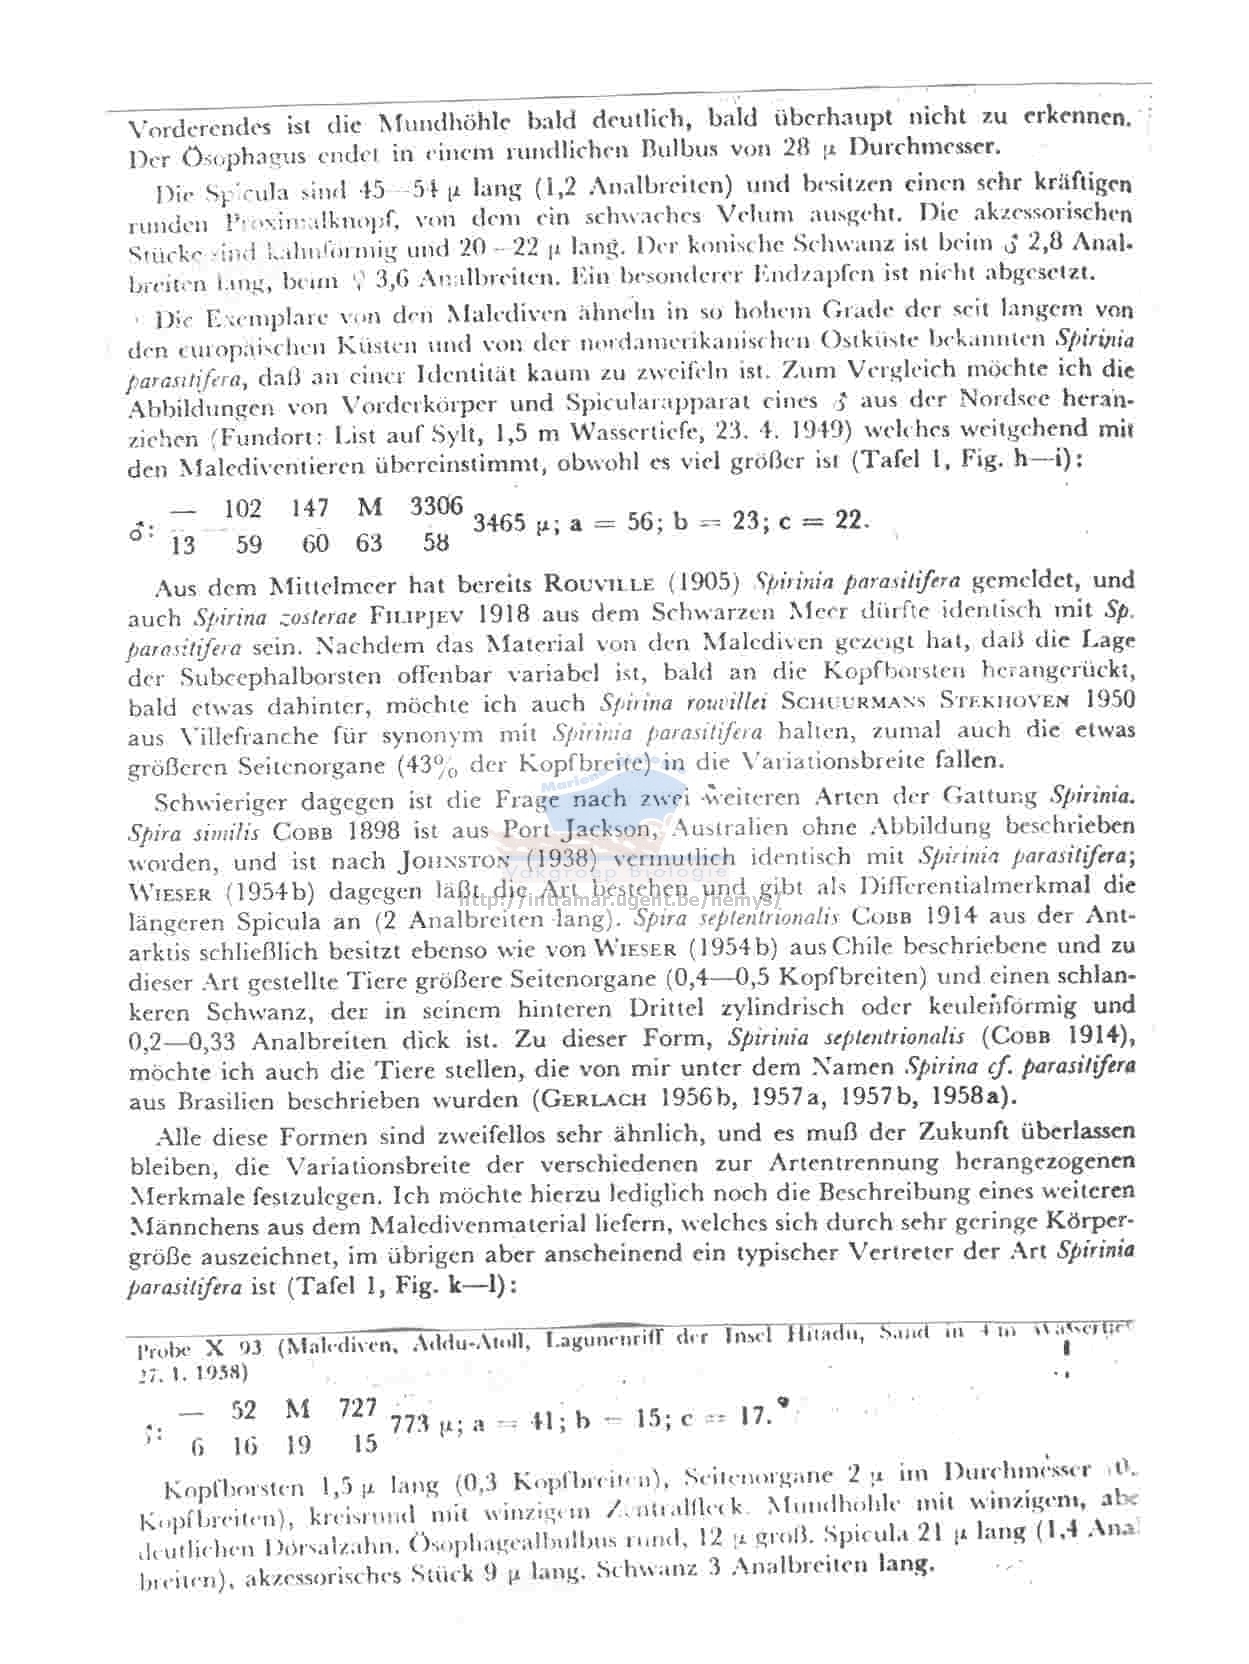 Vorderendes ist die Mundhöhle bald deutlich, bald überhaupt nicht zu erkennen.
Der Ösophagus endet in einem rundlichen Bulbus von 28 µ Durchmesser.
Die Spicula sind 45—54 µ lang (1,2 Analbreiten) und besitzen einen sehr kräftigen
runden Proximalknopf, von dem ein schwaches Velum ausgeht. Die akzessorischen
Stücke sind kahnförmig und 20—22 µ lang. Der konische Schwanz ist beim ♂ 2,8 Anal-
breiten lang, beim ♀ 3,6 Analbreiten. Ein besonderer Endzapfen ist nicht abgesetzt.
Die Exemplare von den Malediven ähneln in so hohem Grade der seit langem von
den europäischen Küsten und von der nordamerikanischen Ostküste bekannten Spirinia
parasitifera, daß an einer Identität kaum zu zweifeln ist. Zum Vergleich möchte ich die
Abbildungen von Vorderkörper und Spicularapparat eines ♂ aus der Nordsee heran-
ziehen (Fundort: List auf Sylt, 1,5 m Wassertiefe, 23. 4. 1949) welches weitgehend mit
den Malediventieren übereinstimmt, obwohl es viel größer ist (Tafel 1, Fig. h—i):
— 102 147 M 3306
♂: 3465 µ; a = 56; b = 23; c = 22.
13 59 60 63 58
Aus dem Mittelmeer hat bereits ROUVILLE (1905) Spirinia parasitifera gemeldet, und
auch Spirina zosterae FILIPJEV 1918 aus dem Schwarzen Meer dürfte identisch mit Sp.
parasitifera sein. Nachdem das Material von den Malediven gezeigt hat, daß die Lage
der Subcephalborsten offenbar variabel ist, bald an die Kopfborsten herangerückt,
bald etwas dahinter, möchte ich auch Spirina rouvillei SCHUURMANS STEKHOVEN 1950
aus Villefranche für synonym mit Spirinia parasitifera halten, zumal auch die etwas
größeren Seitenorgane (43% der Kopfbreite) in die Variationsbreite fallen.
Schwieriger dagegen ist die Frage nach zwei weiteren Arten der Gattung Spirinia.
Spira similis COBB 1898 ist aus Port Jackson, Australien ohne Abbildung beschrieben
worden, und ist nach JOHNSTON (1938) vermutlich identisch mit Spirinia parasitifera;
Vakgroep Biologie
WIESER (1954b) dagegen läßt die Art bestehen und gibt als Differentialmerkmal die
http://intramar.ugent.be/nemys/
längeren Spicula an (2 Analbreiten lang). Spira septentrionalis COBB 1914 aus der Ant-
arktis schließlich besitzt ebenso wie von WIESER (1954b) aus Chile beschriebene und zu
dieser Art gestellte Tiere größere Seitenorgane (0,4—0,5 Kopfbreiten) und einen schlan-
keren Schwanz, der in seinem hinteren Drittel zylindrisch oder keulenförmig und
0,2—0,33 Analbreiten dick ist. Zu dieser Form, Spirinia septentrionalis (COBB 1914),
möchte ich auch die Tiere stellen, die von mir unter dem Namen Spirina cf. parasitifera
aus Brasilien beschrieben wurden (GERLACH 1956b, 1957a, 1957b, 1958a).
Alle diese Formen sind zweifellos sehr ähnlich, und es muß der Zukunft überlassen
bleiben, die Variationsbreite der verschiedenen zur Artentrennung herangezogenen
Merkmale festzulegen. Ich möchte hierzu lediglich noch die Beschreibung eines weiteren
Männchens aus dem Maledivenmaterial liefern, welches sich durch sehr geringe Körper-
größe auszeichnet, im übrigen aber anscheinend ein typischer Vertreter der Art Spirinia
parasitifera ist (Tafel 1, Fig. k—l):
Probe X 93 (Malediven, Addu-Atoll, Lagunenriff der Insel Hitadu, Sand in 4 m Wassertief
27. 1. 1958)
— 52 M 727
773 µ; a = 41; b = 15; c = 17.
6 16 19 15
Kopfborsten 1,5 µ lang (0,3 Kopfbreiten), Seitenorgane 2 µ im Durchmesser
Kopfbreiten), kreisrund mit winzigem Zentralfleck. Mundhöhle mit winzigem, abe
deutlichen Dorsalzahn. Ösophagealbulbus rund, 12 µ groß. Spicula 21 µ lang (1,4 Anal
breiten), akzessorisches Stück 9 µ lang. Schwanz 3 Analbreiten lang.